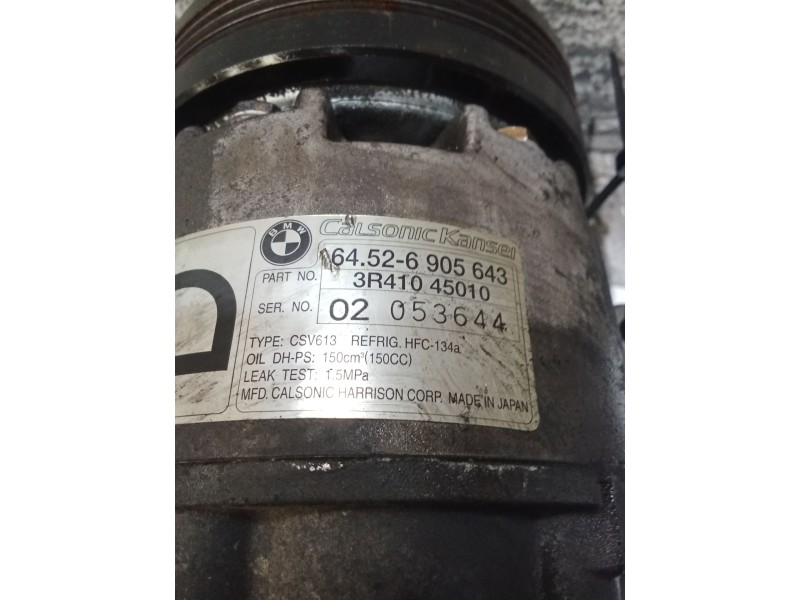 BMW Calsonic Kansei
64.52-6 905 643
PART NO. 3R410 45010
SER. NO. 02 053644
TYPE: CSV613 REFRIG. HFC-134a
OIL DH-PS: 150cm³(150CC)
LEAK TEST: 1.5MPa
MFD. CALSONIC HARRISON CORP. MADE IN JAPAN